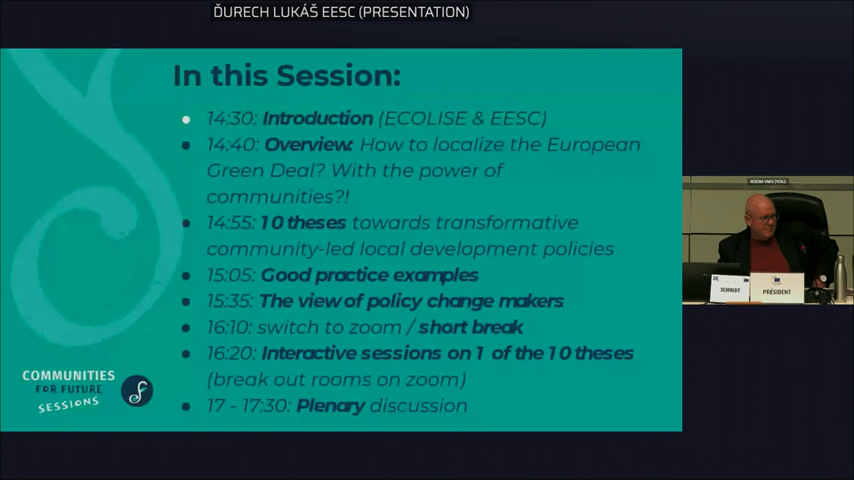 ĎURECH LUKÁŠ EESC (PRESENTATION)
In this Session:
14:30: Introduction (ECOLISE & EESC)
14:40: Overview: How to localize the European
Green Deal? With the power of
communities?!
14:55: 10 theses towards transformative
community-led local development policies
15:05: Good practice examples
15:35: The view of policy change makers
16:10: switch to zoom / short break
16:20: Interactive sessions on 1 of the 10 theses
(break out rooms on zoom)
17 - 17:30: Plenary discussion
COMMUNITIES
FOR FUTURE
SESSIONS
ROOM VM3 (YOU)
SCHMIDT
PRÉSIDENT